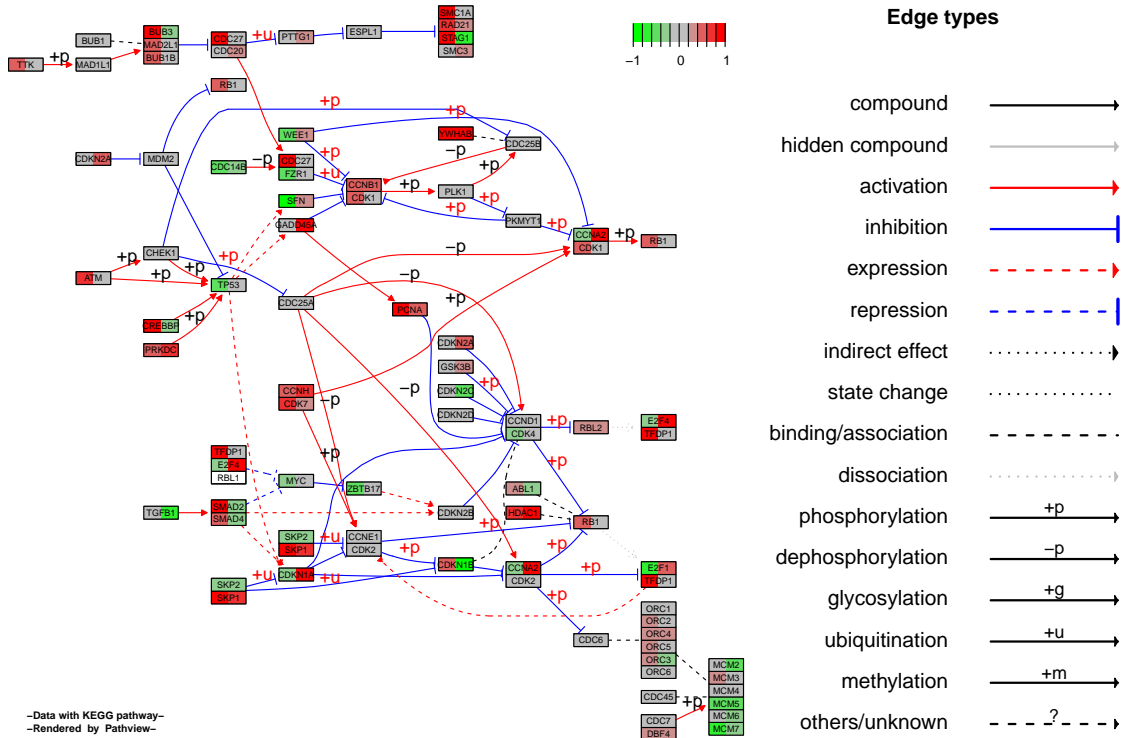 Edge types
−1 0 1
compound
hidden compound
activation
inhibition
expression
repression
indirect effect
state change
binding/association
dissociation
phosphorylation +p
dephosphorylation −p
glycosylation +g
ubiquitination +u
methylation +m
others/unknown ?
TTK
+p
BUB1
MAD1L1
BUB3
MAD2L1
BUB1B
CDC27
CDC20
+u
PTTG1
ESPL1
SMC1A
RAD21
STAG1
SMC3
RB1
CDKN2A
MDM2
CDC14B
−p
WEE1
+p
CDC27
FZR1
+u
SFN
GADD45A
CCNB1
CDK1
+p
PLK1
YWHAB
+p
+p
CDC25B
−p
+p
+p
+p
PKMYT1
+p
CCNA2
CDK1
+p
RB1
CHEK1
ATM
+p
+p
+p
+p
TP53
CREBBP
PRKDC
+p
CDC25A
−p
−p
−p
−p
PCNA
CDKN2A
GSK3B
+p
CDKN2C
CDKN2D
CCNH
CDK7
+p
+p
CCND1
CDK4
+p
RBL2
E2F4
TFDP1
+p
TFDP1
E2F4
RBL1
MYC
ZBTB17
TGFB1
SMAD2
SMAD4
CDKN2B
ABL1
HDAC1
RB1
+p
+p
SKP2
SKP1
+u
CCNE1
CDK2
+p
CDKN1B
CDKN1A
+u
+u
SKP2
SKP1
CCNA2
CDK2
+p
+p
E2F1
TFDP1
CDC6
ORC1
ORC2
ORC4
ORC5
ORC3
ORC6
CDC45
CDC7
DBF4
+p
MCM2
MCM3
MCM4
MCM5
MCM6
MCM7
−Data with KEGG pathway−
−Rendered by Pathview−